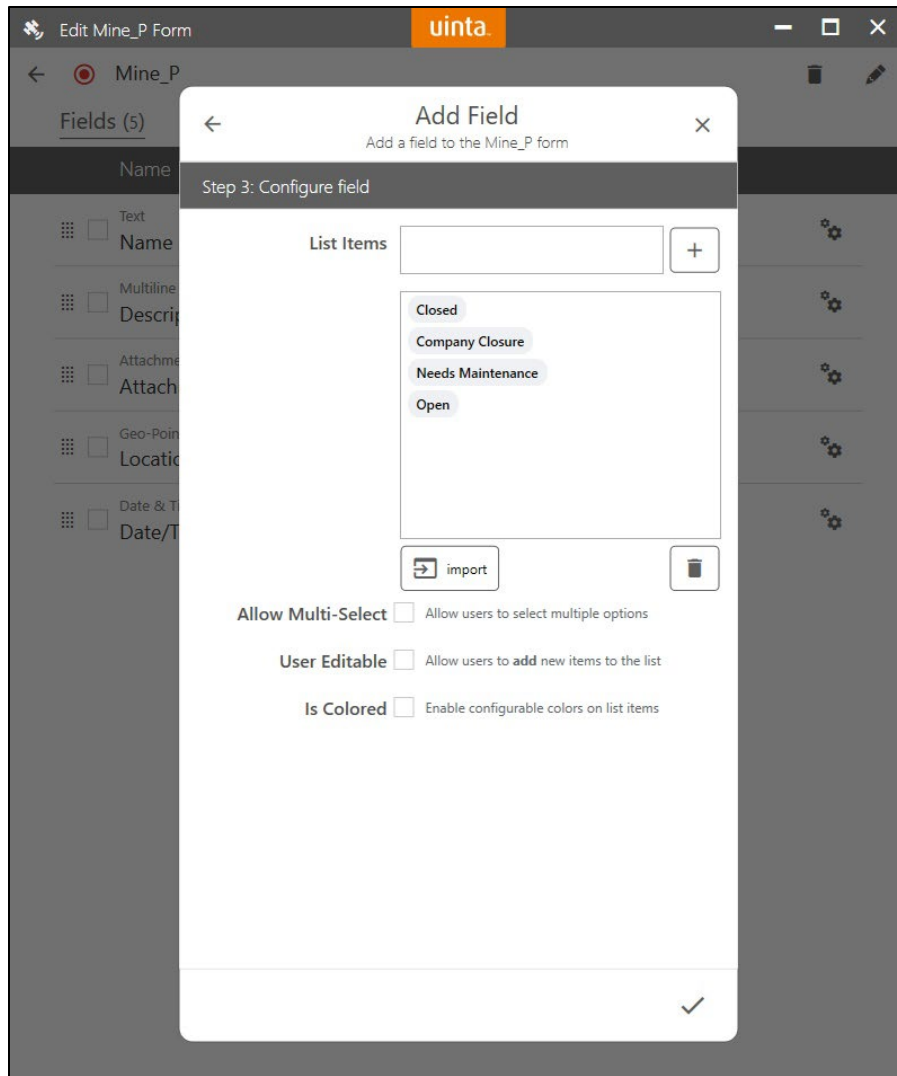 Edit Mine_P Form
uinta.
Mine_P
Fields (5)
Name
Text
Name
Multiline
Attachme
Attach
Geo-Poin
Locatio
Date & Ti
Date/T
Descrip
Add Field
Add a field to the Mine_P form
Step 3: Configure field
List Items
Closed
Company Closure
Needs Maintenance
Open
import
Allow Multi-Select Allow users to select multiple options
User Editable Allow users to add new items to the list
Is Colored Enable configurable colors on list items